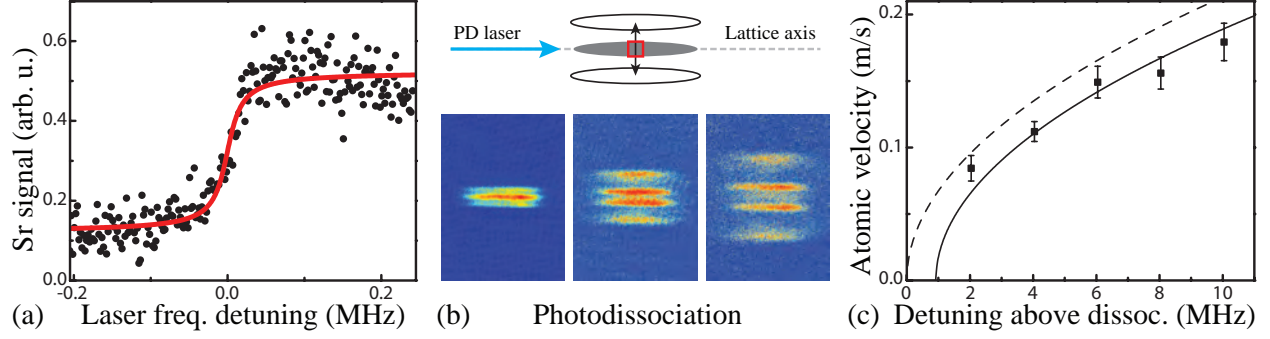 Sr signal (arb. u.)
0.6
0.4
0.2
0.0
-0.2
0.0
0.2
(a) Laser freq. detuning (MHz)
PD laser
Lattice axis
(b) Photodissociation
Atomic velocity (m/s)
0.2
0.1
0.0
0 2 4 6 8 10
(c) Detuning above dissoc. (MHz)